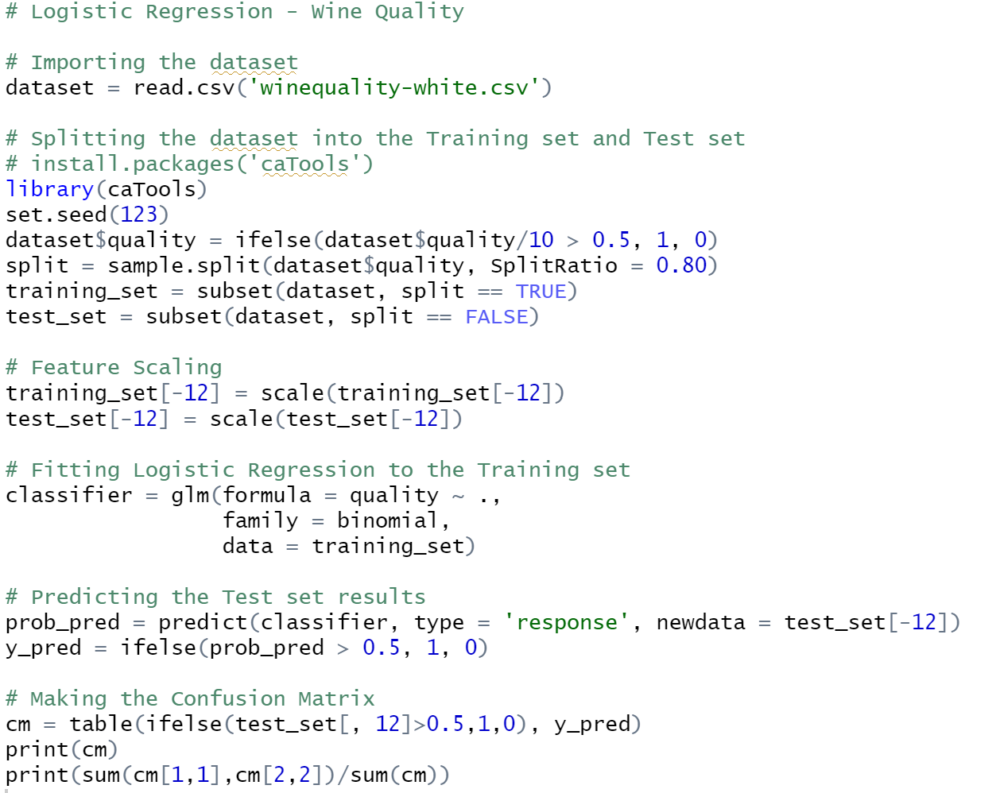 # Logistic Regression - Wine Quality
# Importing the dataset
dataset = read.csv('winequality-white.csv')
# Splitting the dataset into the Training set and Test set
# install.packages('caTools')
library(caTools)
set.seed(123)
dataset$quality = ifelse(dataset$quality/10 > 0.5, 1, 0)
split = sample.split(dataset$quality, SplitRatio = 0.80)
training_set = subset(dataset, split == TRUE)
test_set = subset(dataset, split == FALSE)
# Feature Scaling
training_set[-12] = scale(training_set[-12])
test_set[-12] = scale(test_set[-12])
# Fitting Logistic Regression to the Training set
classifier = glm(formula = quality ~ .,
family = binomial,
data = training_set)
# Predicting the Test set results
prob_pred = predict(classifier, type = 'response', newdata = test_set[-12])
y_pred = ifelse(prob_pred > 0.5, 1, 0)
# Making the Confusion Matrix
cm = table(ifelse(test_set[, 12]>0.5,1,0), y_pred)
print(cm)
print(sum(cm[1,1],cm[2,2])/sum(cm))